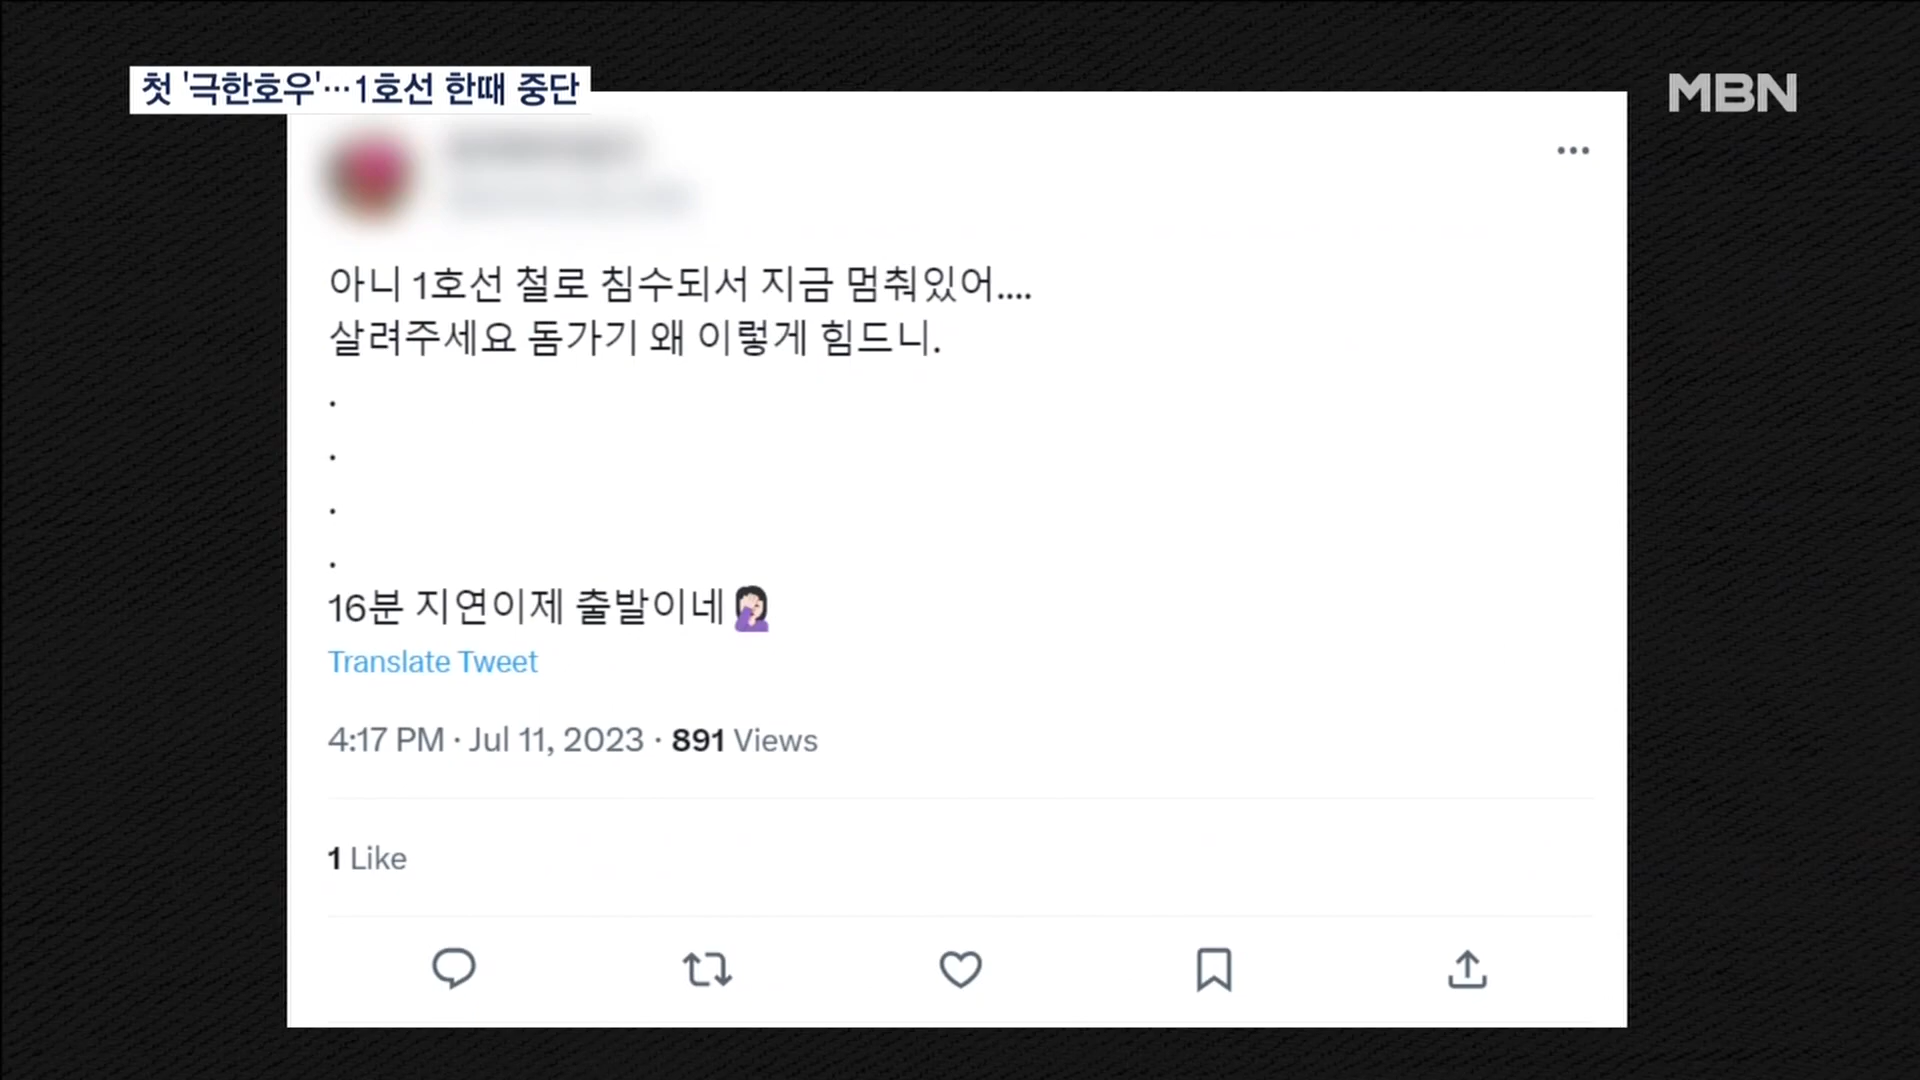 첫 '극한호우'…1호선 한때 중단
MBN
아니 1호선 철로 침수되서 지금 멈춰있어....
살려주세요 돔가기 왜 이렇게 힘드니.
.
.
.
.
16분 지연이제 출발이네🤦🏻‍♀️
Translate Tweet
4:17 PM · Jul 11, 2023 · 891 Views
1 Like